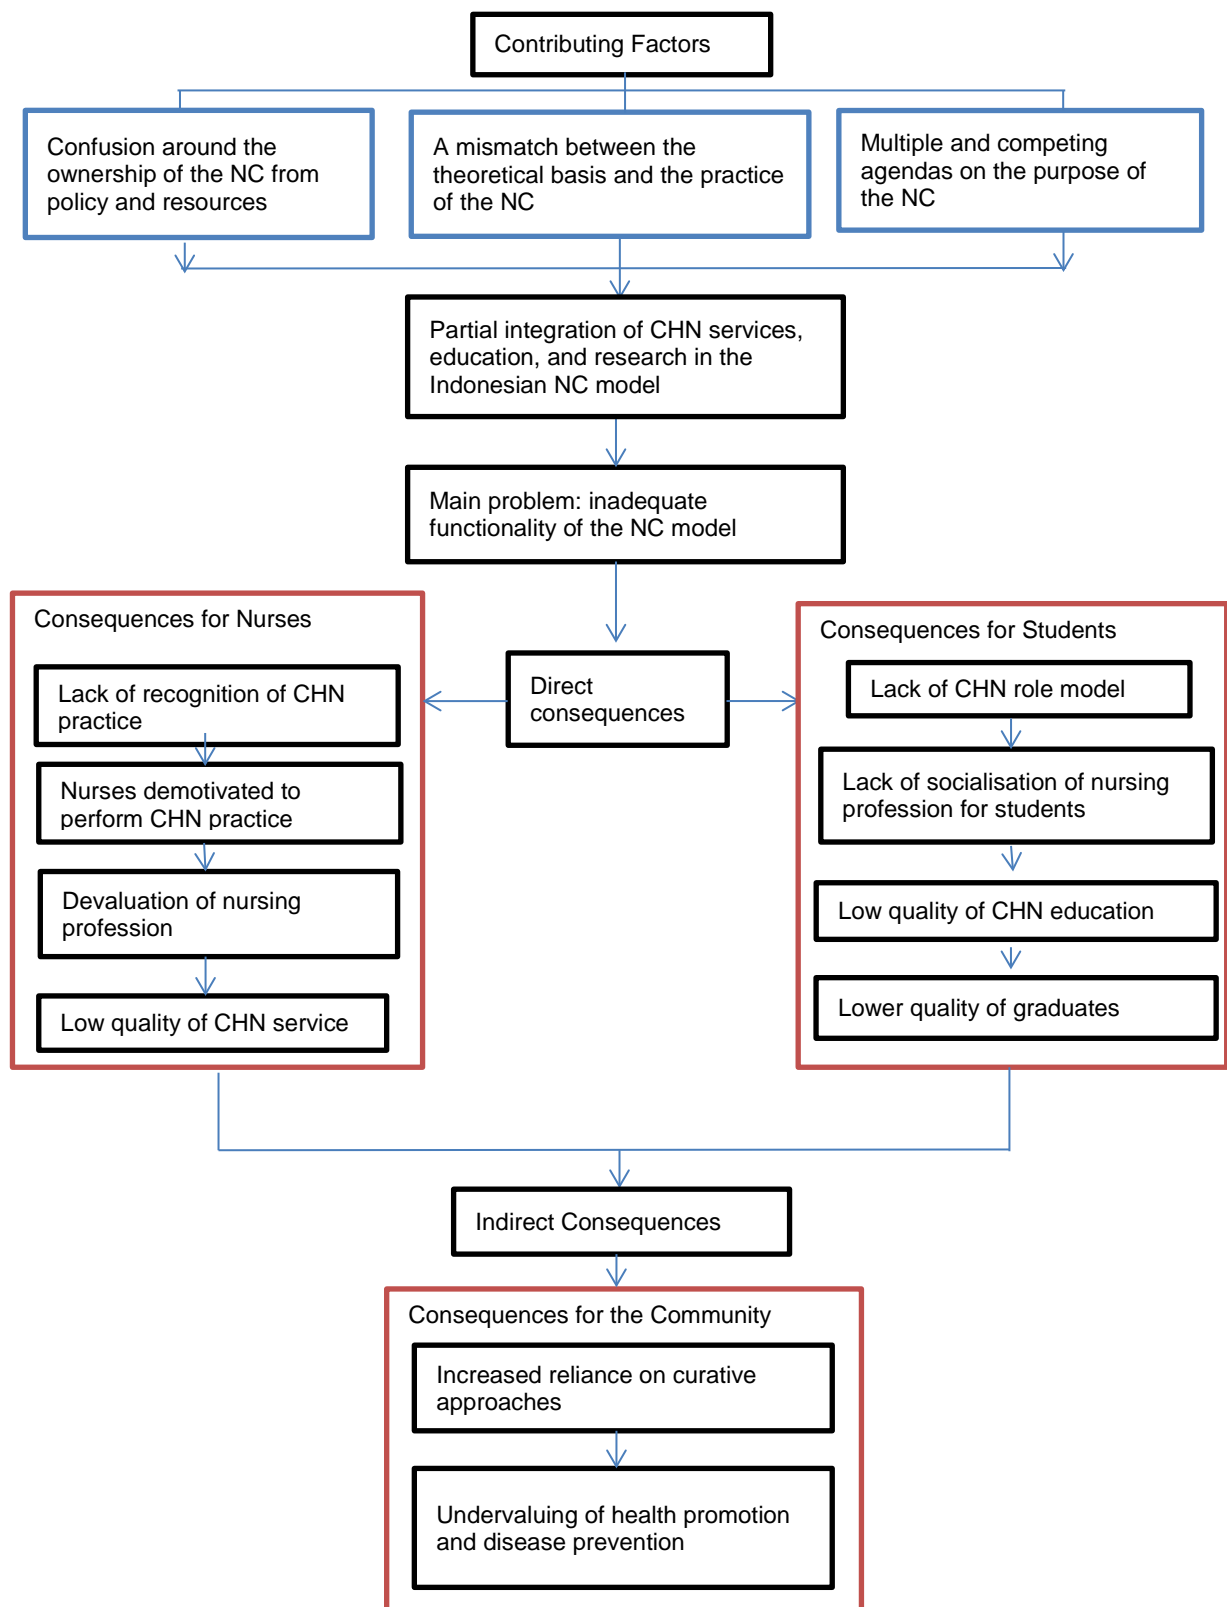 Contributing Factors
Confusion around the
ownership of the NC from
policy and resources
A mismatch between the
theoretical basis and the practice
of the NC
Multiple and competing
agendas on the purpose of
the NC
Partial integration of CHN services,
education, and research in the
Indonesian NC model
Main problem: inadequate
functionality of the NC model
Direct
consequences
Consequences for Nurses
Lack of recognition of CHN
practice
Nurses demotivated to
perform CHN practice
Devaluation of nursing
profession
Low quality of CHN service
Consequences for Students
Lack of CHN role model
Lack of socialisation of nursing
profession for students
Low quality of CHN education
Lower quality of graduates
Indirect Consequences
Consequences for the Community
Increased reliance on curative
approaches
Undervaluing of health promotion
and disease prevention